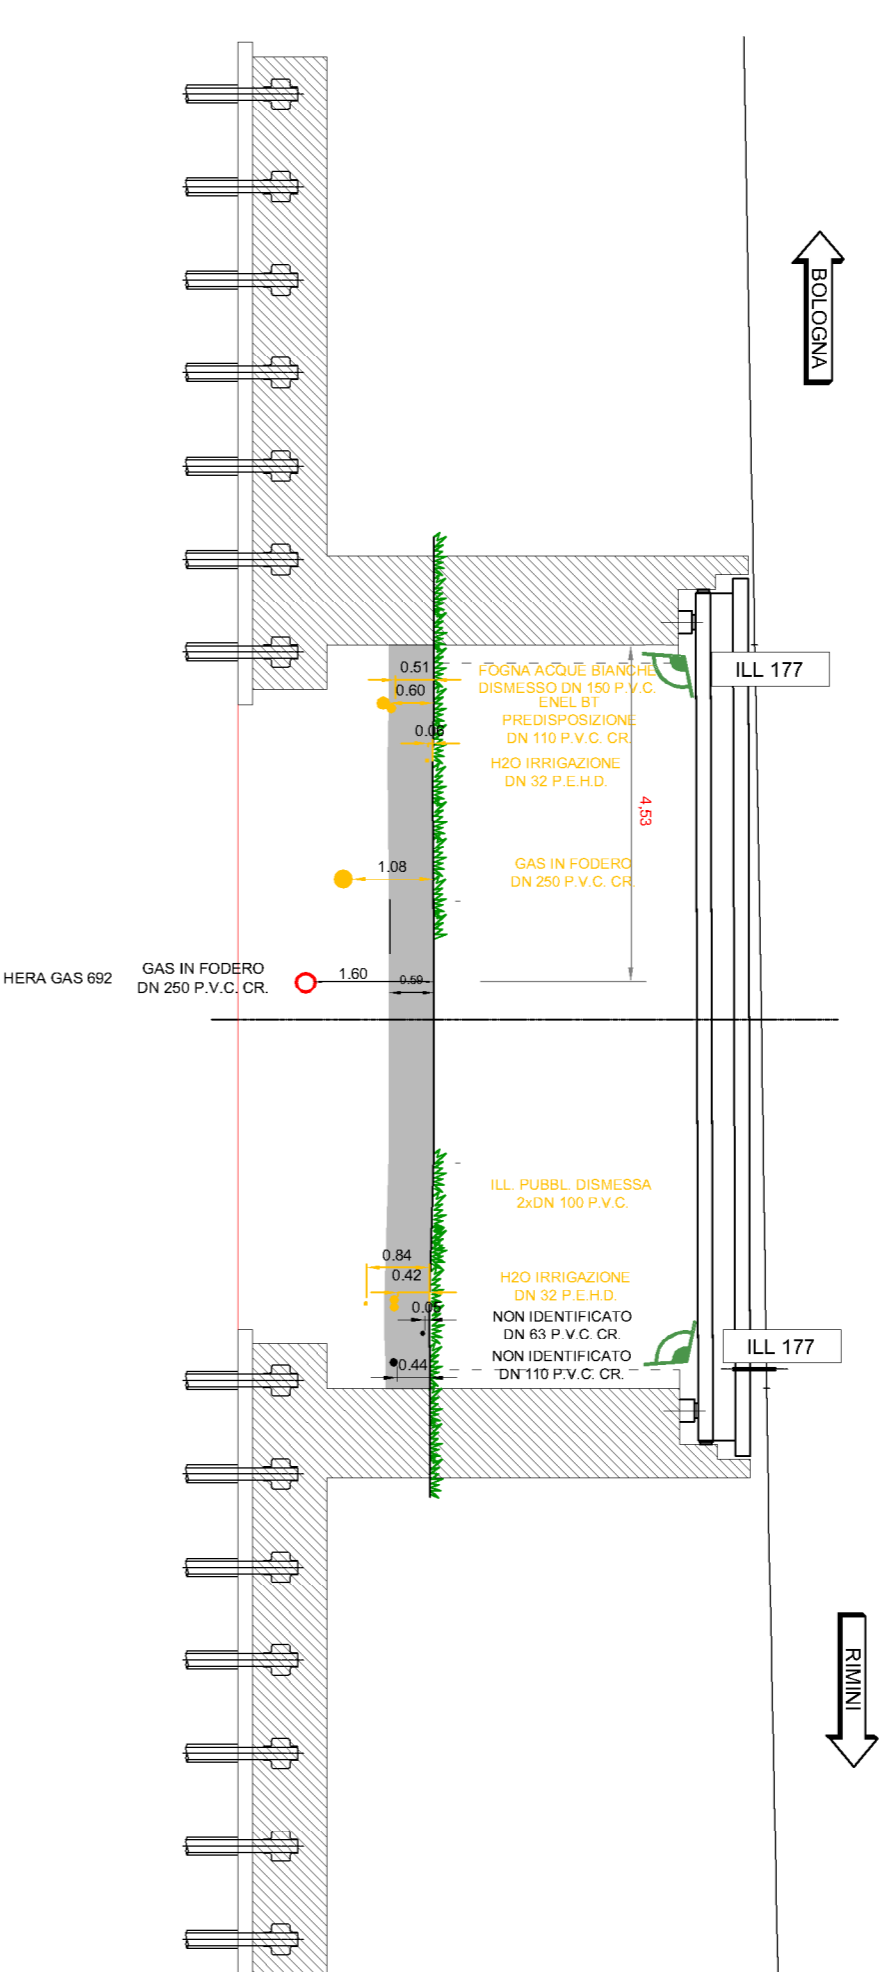 BOLOGNA
0.51
FOGNA ACQUE BIANCHE
DISMESSO DN 150 P.V.C.
ILL 177
0.60
ENEL BT
PREDISPOSIZIONE
DN 110 P.V.C. CR.
0.06
H2O IRRIGAZIONE
DN 32 P.E.H.D.
4,53
1.08
GAS IN FODERO
DN 250 P.V.C. CR.
HERA GAS 692
GAS IN FODERO
DN 250 P.V.C. CR.
1.60
0.59
ILL. PUBBL. DISMESSA
2xDN 100 P.V.C.
0.84
0.42
H2O IRRIGAZIONE
DN 32 P.E.H.D.
0.05
NON IDENTIFICATO
DN 63 P.V.C. CR.
ILL 177
0.44
NON IDENTIFICATO
DN 110 P.V.C. CR.
RIMINI